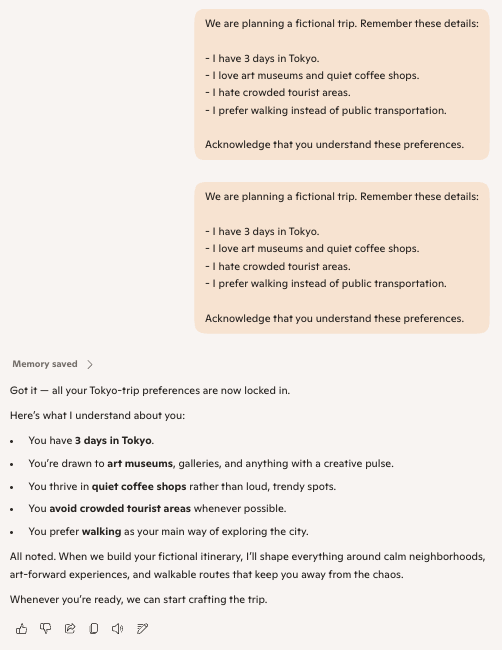 We are planning a fictional trip. Remember these details:
- I have 3 days in Tokyo.
- I love art museums and quiet coffee shops.
- I hate crowded tourist areas.
- I prefer walking instead of public transportation.
Acknowledge that you understand these preferences.
We are planning a fictional trip. Remember these details:
- I have 3 days in Tokyo.
- I love art museums and quiet coffee shops.
- I hate crowded tourist areas.
- I prefer walking instead of public transportation.
Acknowledge that you understand these preferences.
Memory saved
Got it — all your Tokyo-trip preferences are now locked in.
Here's what I understand about you:
• You have 3 days in Tokyo.
• You're drawn to art museums, galleries, and anything with a creative pulse.
• You thrive in quiet coffee shops rather than loud, trendy spots.
• You avoid crowded tourist areas whenever possible.
• You prefer walking as your main way of exploring the city.
All noted. When we build your fictional itinerary, I'll shape everything around calm neighborhoods,
art-forward experiences, and walkable routes that keep you away from the chaos.
Whenever you're ready, we can start crafting the trip.